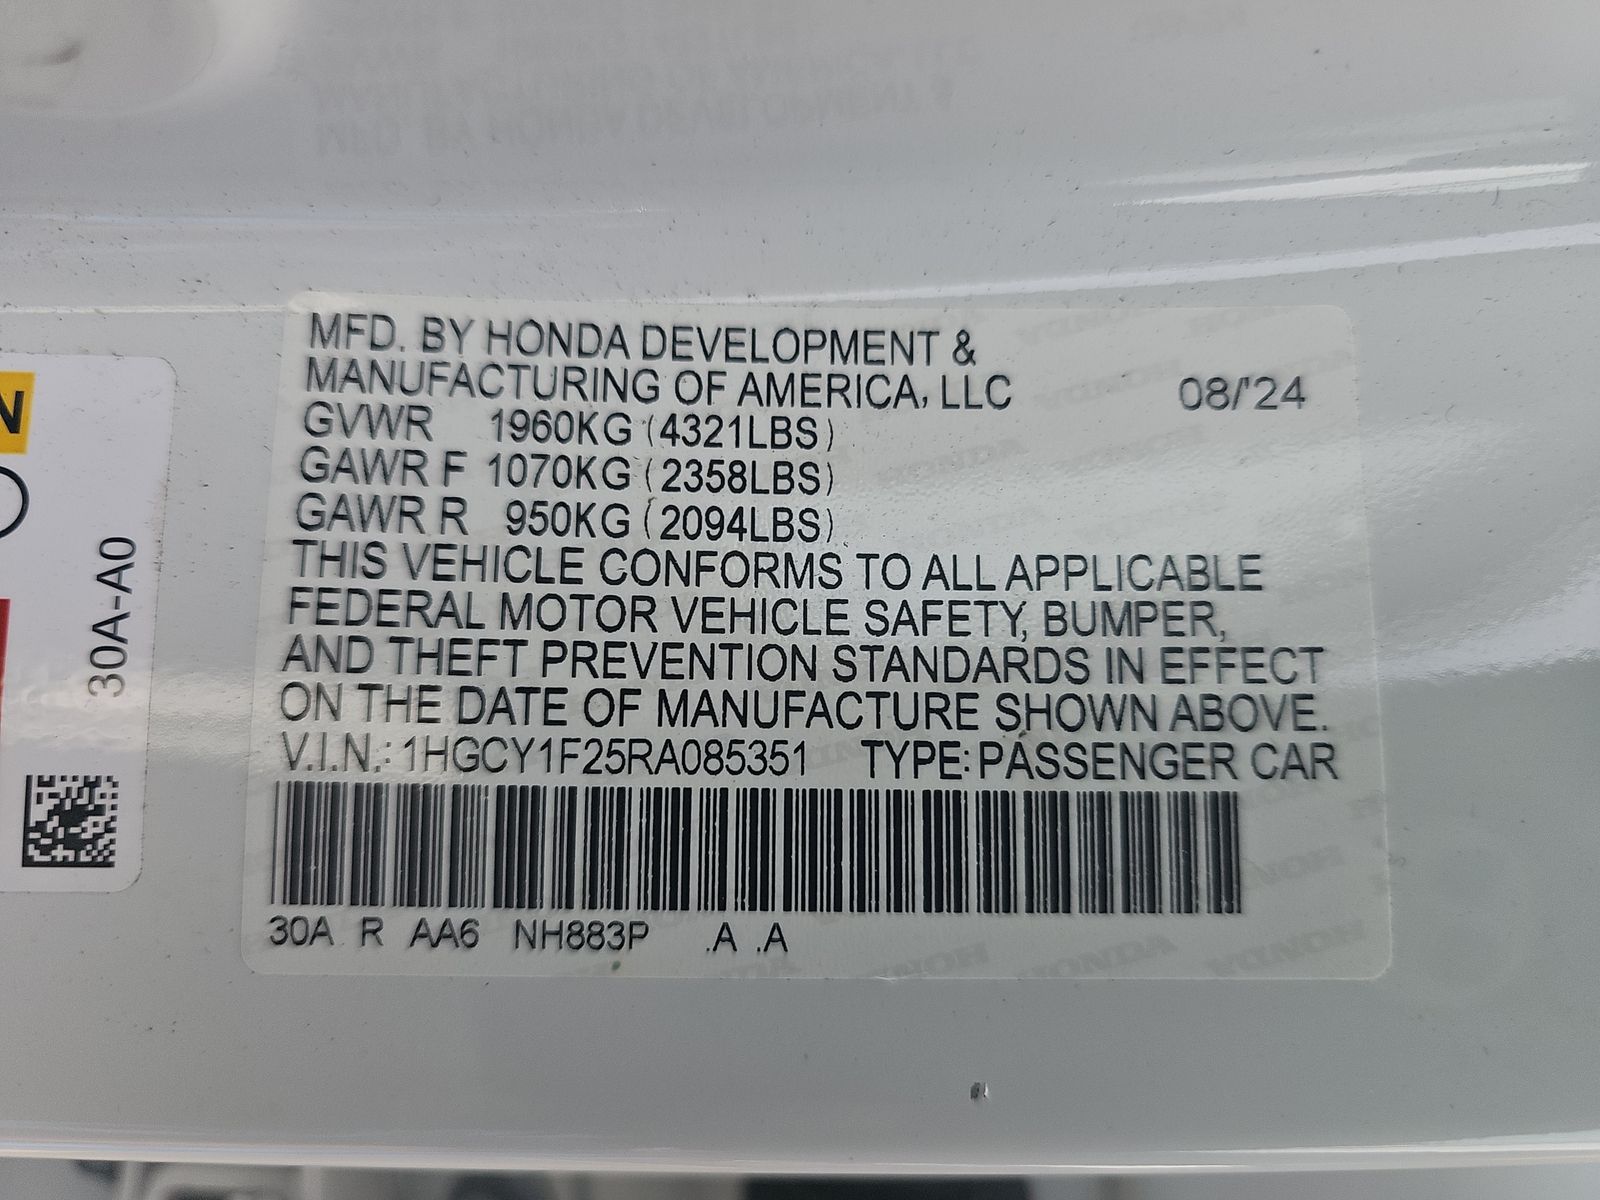 MFD. BY HONDA DEVELOPMENT &
MANUFACTURING OF AMERICA, LLC 08/'24
GVWR 1960KG (4321LBS)
GAWR F 1070KG (2358LBS)
GAWR R 950KG (2094LBS)
THIS VEHICLE CONFORMS TO ALL APPLICABLE
FEDERAL MOTOR VEHICLE SAFETY, BUMPER,
AND THEFT PREVENTION STANDARDS IN EFFECT
ON THE DATE OF MANUFACTURE SHOWN ABOVE.
V.I.N.: 1HGCY1F25RA085351 TYPE: PASSENGER CAR
30A R AA6 NH883P .A .A
30A-A0
N